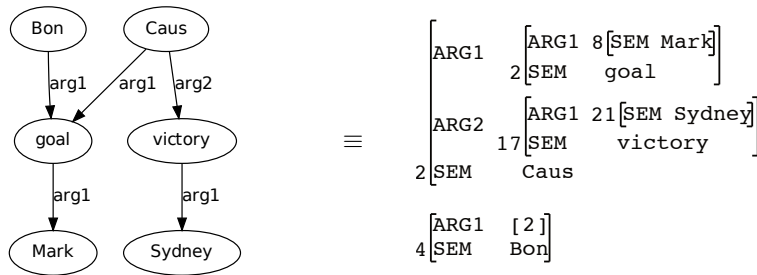 Bon Caus
arg1 arg1 arg2
goal victory
arg1 arg1
Mark Sydney
≡
ARG1 ARG1 8[SEM Mark]
2 SEM goal
ARG2 ARG1 21[SEM Sydney]
17 SEM victory
2 SEM Caus
ARG1 [2]
4 SEM Bon